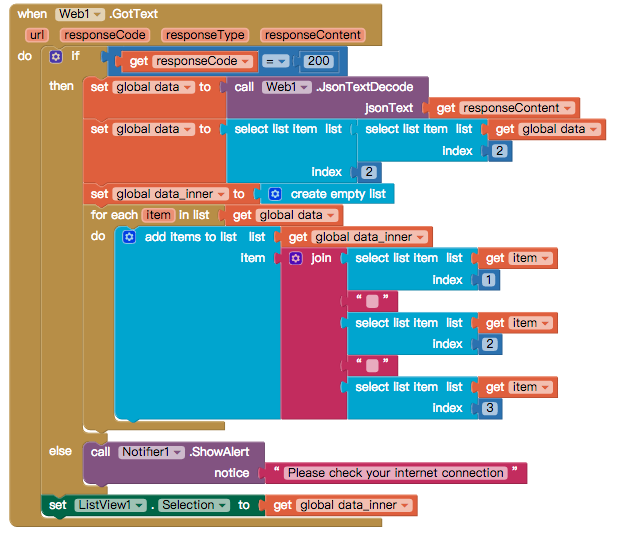 when Web1 .GotText
url responseCode responseType responseContent
do if get responseCode = 200
then set global data to call Web1 .JsonTextDecode
jsonText get responseContent
set global data to select list item list select list item list get global data
index 2
index 2
set global data_inner to create empty list
for each item in list get global data
do add items to list list get global data_inner
item join select list item list get item
index 1
“ ”
select list item list get item
index 2
“ ”
select list item list get item
index 3
else call Notifier1 .ShowAlert
notice “ Please check your internet connection ”
set ListView1 . Selection to get global data_inner